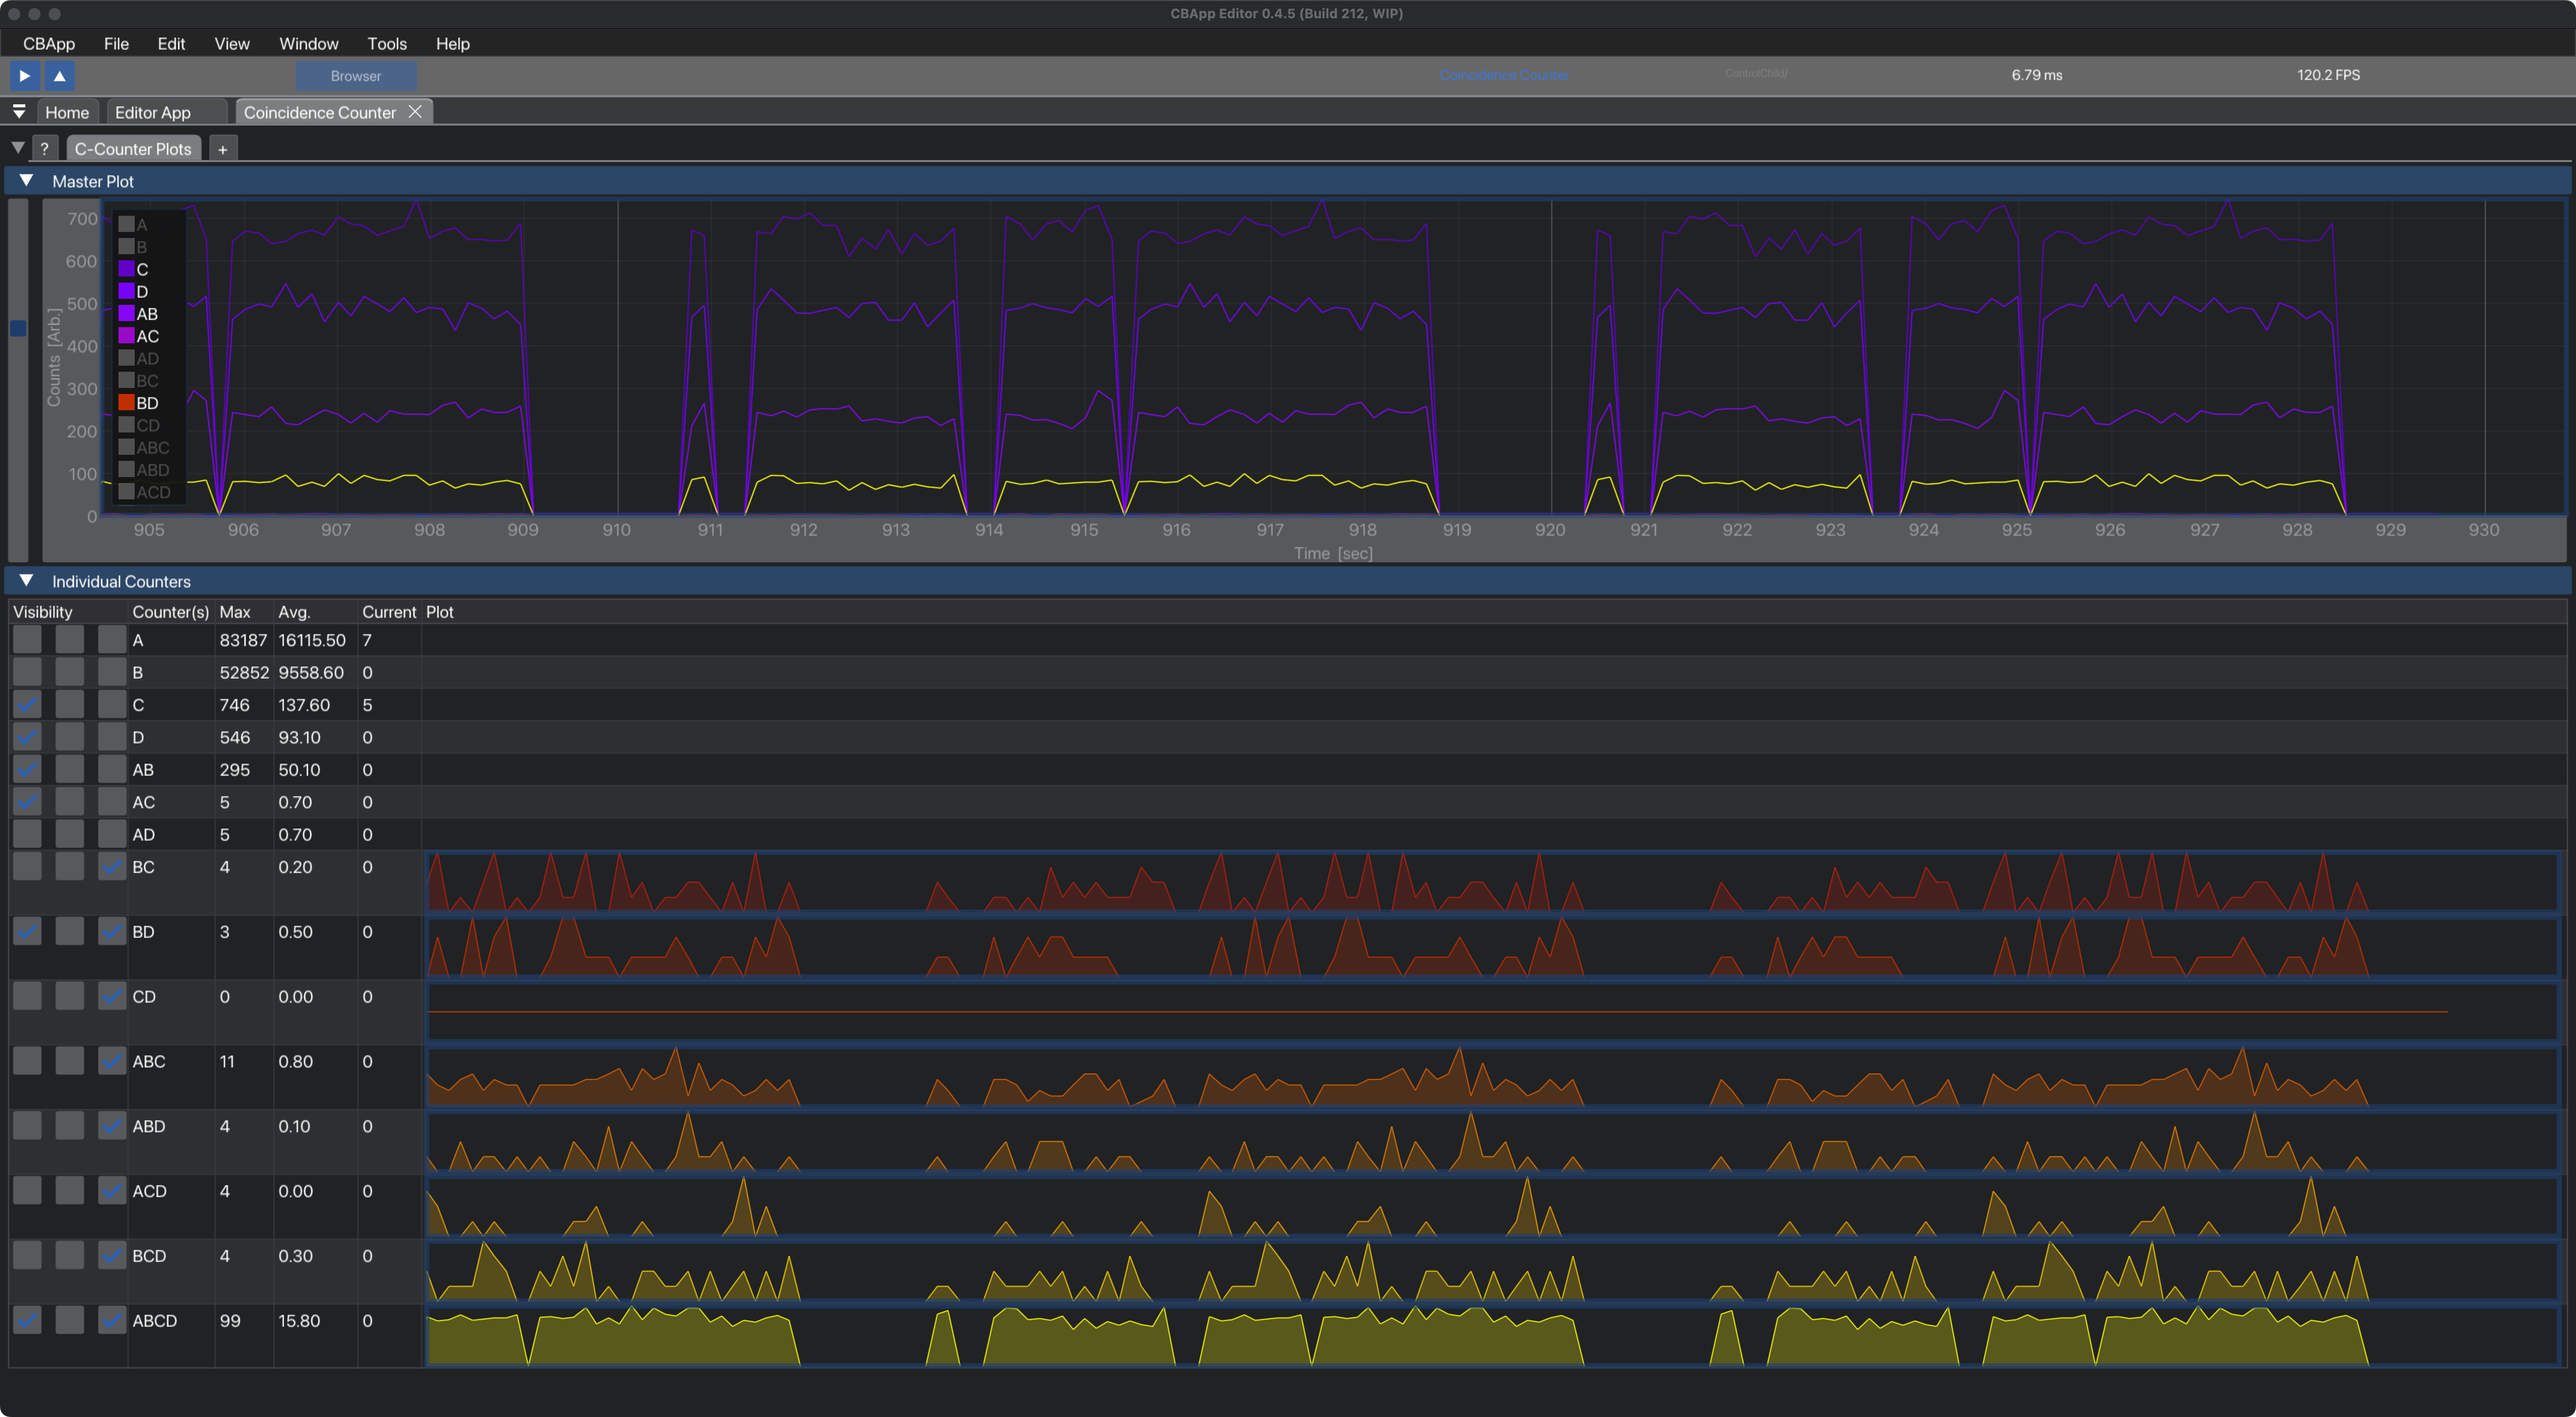 CBApp Editor 0.4.5 (Build 212, WIP)
CBApp File Edit View Window Tools Help
Browser Coincidence Counter ControlChild/ 6.79 ms 120.2 FPS
Home Editor App Coincidence Counter
? C-Counter Plots +
Master Plot
Counts [Arb.]
700
600
500
400
300
200
100
0
A
B
C
D
AB
AC
AD
BC
BD
CD
ABC
ABD
ACD
905 906 907 908 909 910 911 912 913 914 915 916 917 918 919 920 921 922 923 924 925 926 927 928 929 930
Time [sec]
Individual Counters
Visibility Counter(s) Max Avg. Current Plot
A 83187 16115.50 7
B 52852 9558.60 0
C 746 137.60 5
D 546 93.10 0
AB 295 50.10 0
AC 5 0.70 0
AD 5 0.70 0
BC 4 0.20 0
BD 3 0.50 0
CD 0 0.00 0
ABC 11 0.80 0
ABD 4 0.10 0
ACD 4 0.00 0
BCD 4 0.30 0
ABCD 99 15.80 0